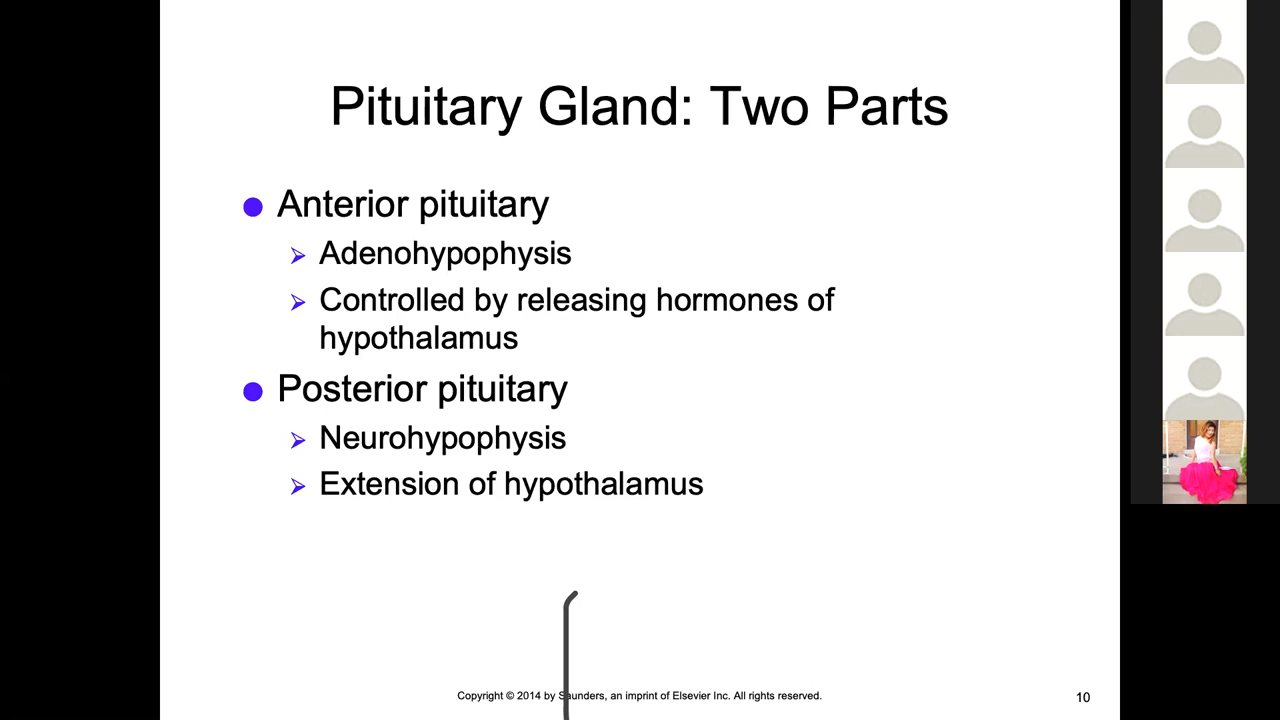 Pituitary Gland: Two Parts
Anterior pituitary
Adenohypophysis
Controlled by releasing hormones of
hypothalamus
Posterior pituitary
Neurohypophysis
Extension of hypothalamus
Copyright © 2014 by Saunders, an imprint of Elsevier Inc. All rights reserved.
10